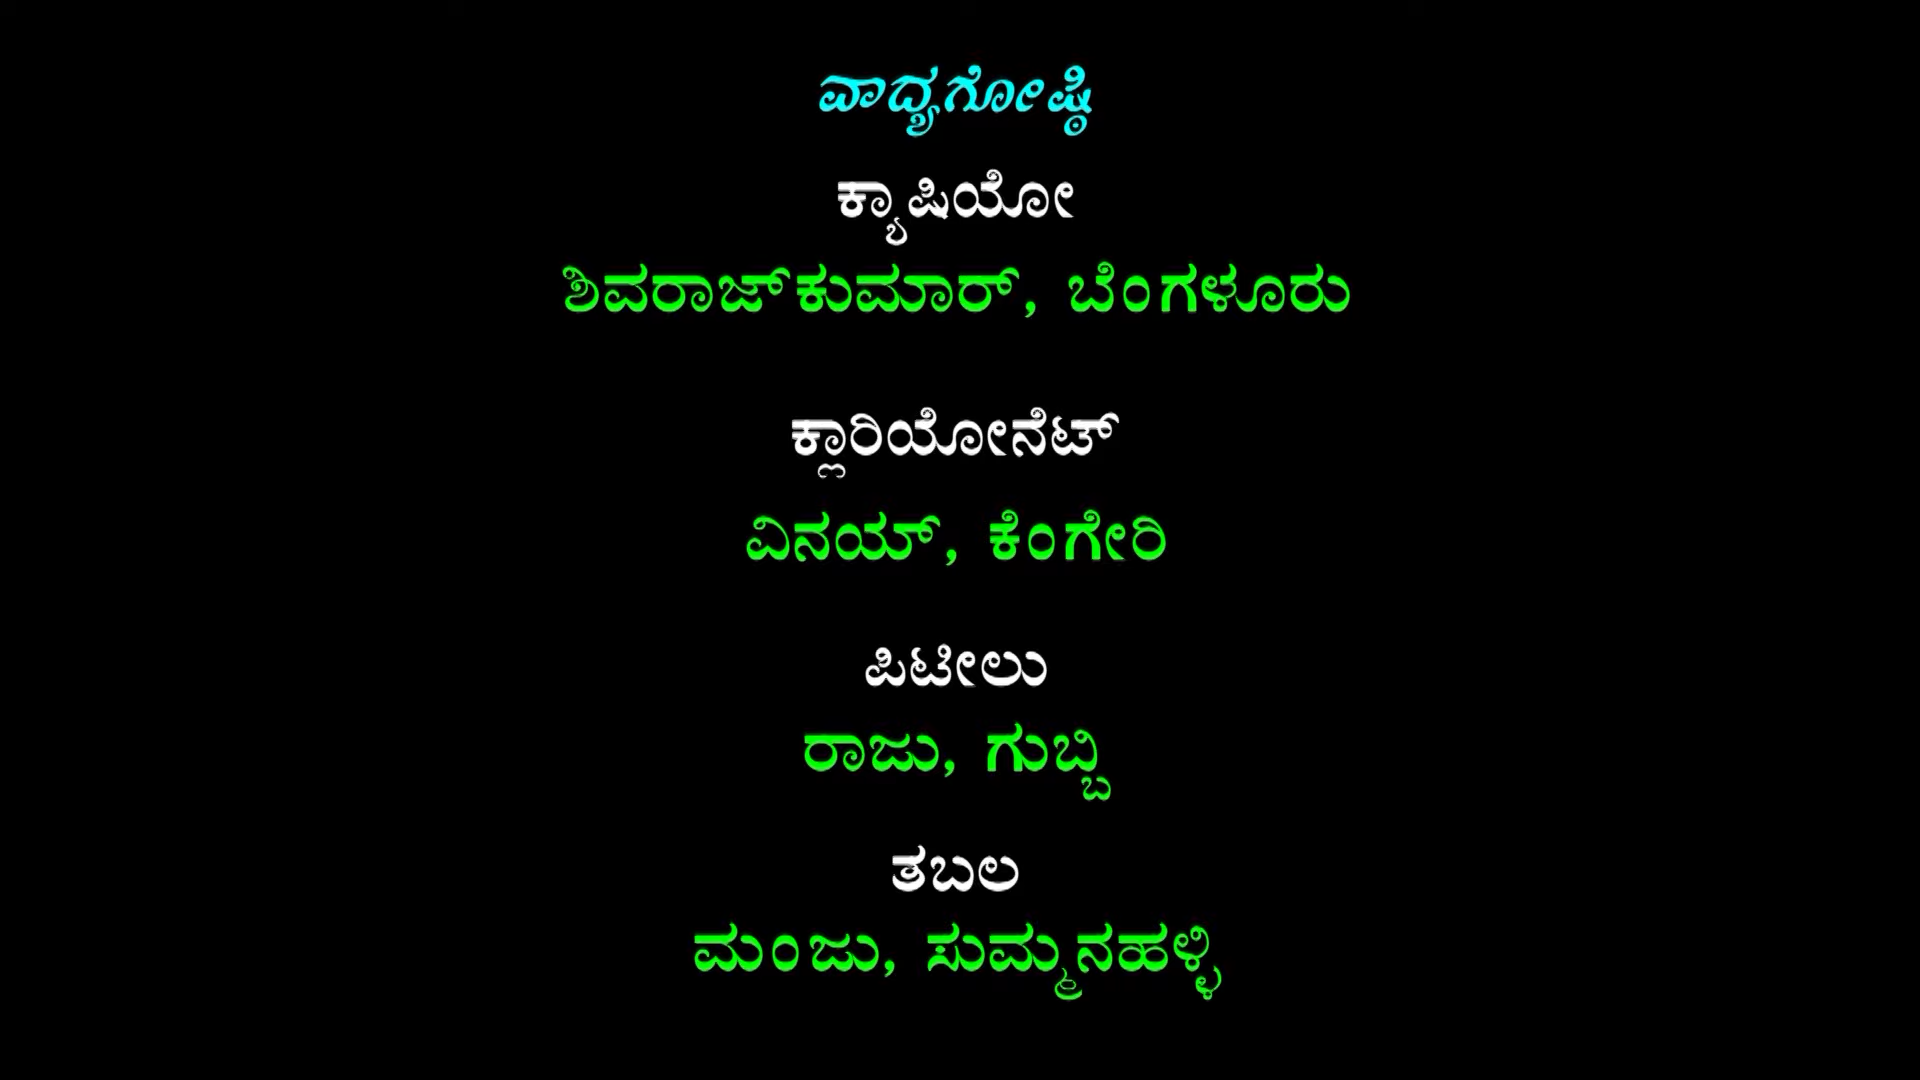 ವಾದ್ಯಗೋಷ್ಠಿ
ಕ್ಯಾಷಿಯೋ
ಶಿವರಾಜ್‌ಕುಮಾರ್, ಬೆಂಗಳೂರು
ಕ್ಲಾರಿಯೋನೆಟ್
ವಿನಯ್, ಕೆಂಗೇರಿ
ಪಿಟೀಲು
ರಾಜು, ಗುಬ್ಬಿ
ತಬಲ
ಮಂಜು, ಸುಮ್ಮನಹಳ್ಳಿ